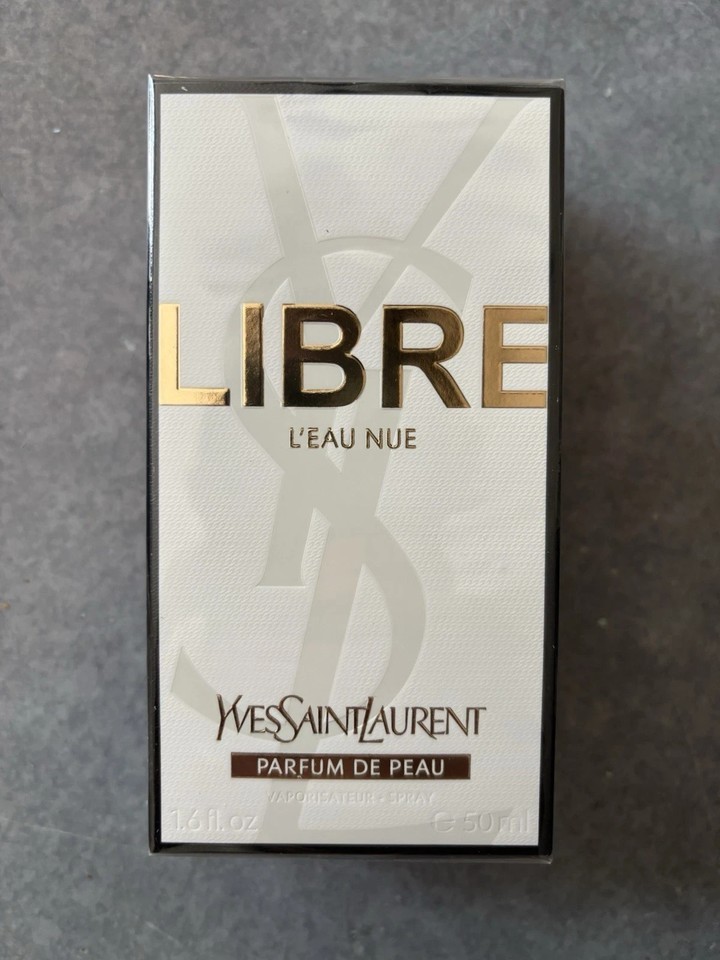 LIBRE
L'EAU NUE
YVESSAINTLAURENT
PARFUM DE PEAU
VAPORISATEUR • SPRAY
1.6 fl. oz ℮ 50 ml